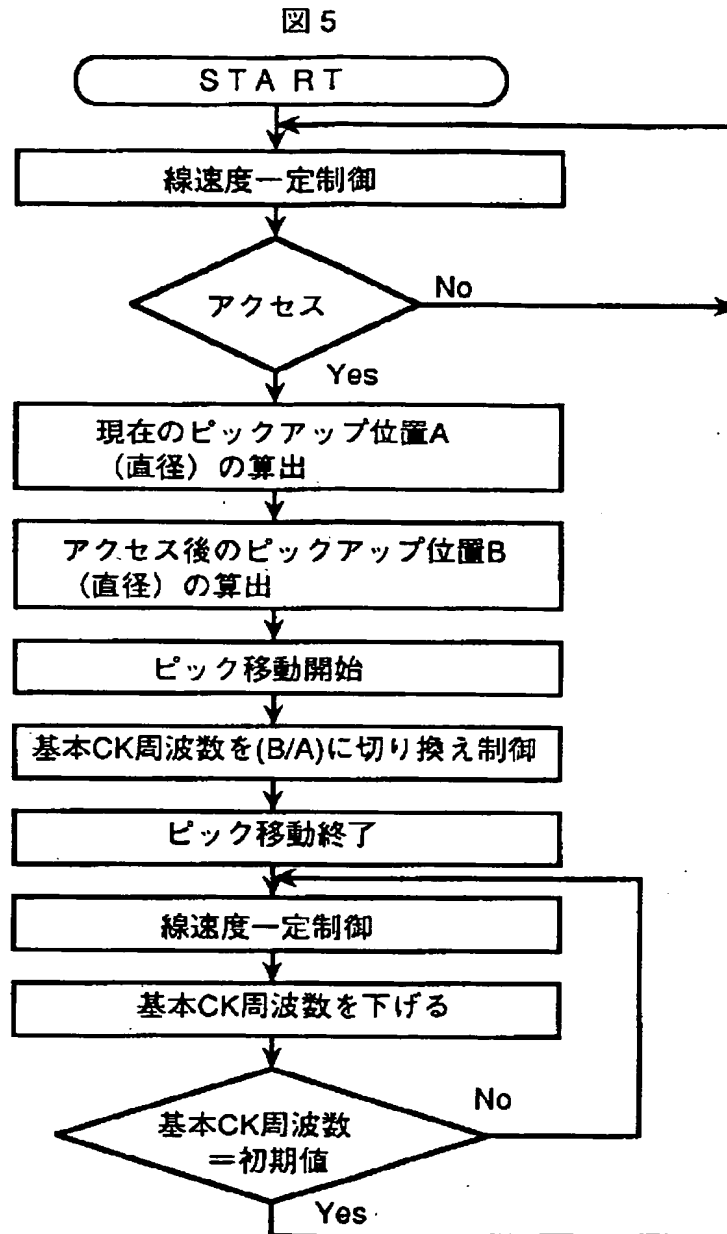 図5
START
線速度一定制御
アクセス
No
Yes
現在のピックアップ位置A
（直径）の算出
アクセス後のピックアップ位置B
（直径）の算出
ピック移動開始
基本CK周波数を(B/A)に切り換え制御
ピック移動終了
線速度一定制御
基本CK周波数を下げる
基本CK周波数
＝初期値
No
Yes